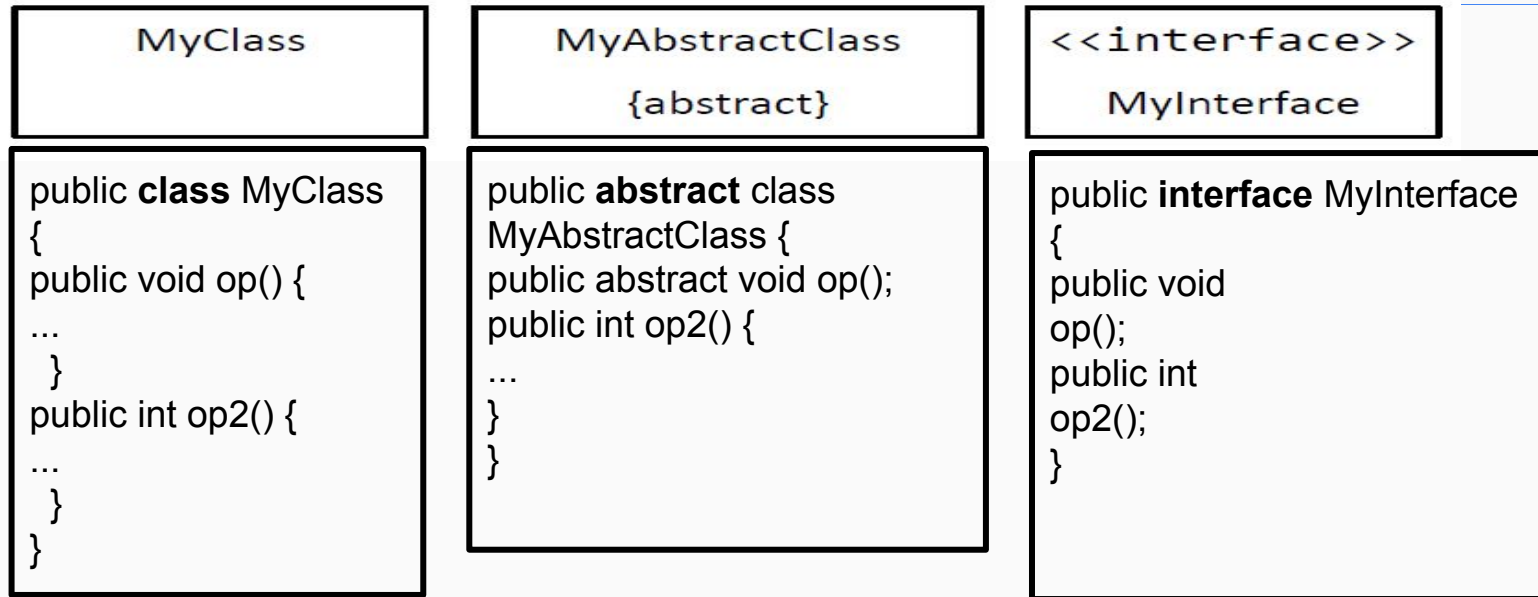 MyClass
public class MyClass
{
public void op() {
...
}
public int op2() {
...
}
}
MyAbstractClass
{abstract}
public abstract class
MyAbstractClass {
public abstract void op();
public int op2() {
...
}
}
<<interface>>
MyInterface
public interface MyInterface
{
public void
op();
public int
op2();
}